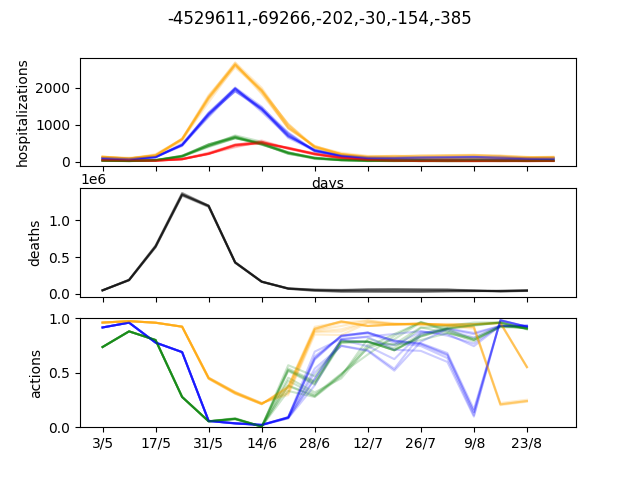 -4529611,-69266,-202,-30,-154,-385
hospitalizations
2000
1000
0
days
1e6
deaths
1.0
0.5
0.0
actions
1.0
0.5
0.0
3/5 17/5 31/5 14/6 28/6 12/7 26/7 9/8 23/8